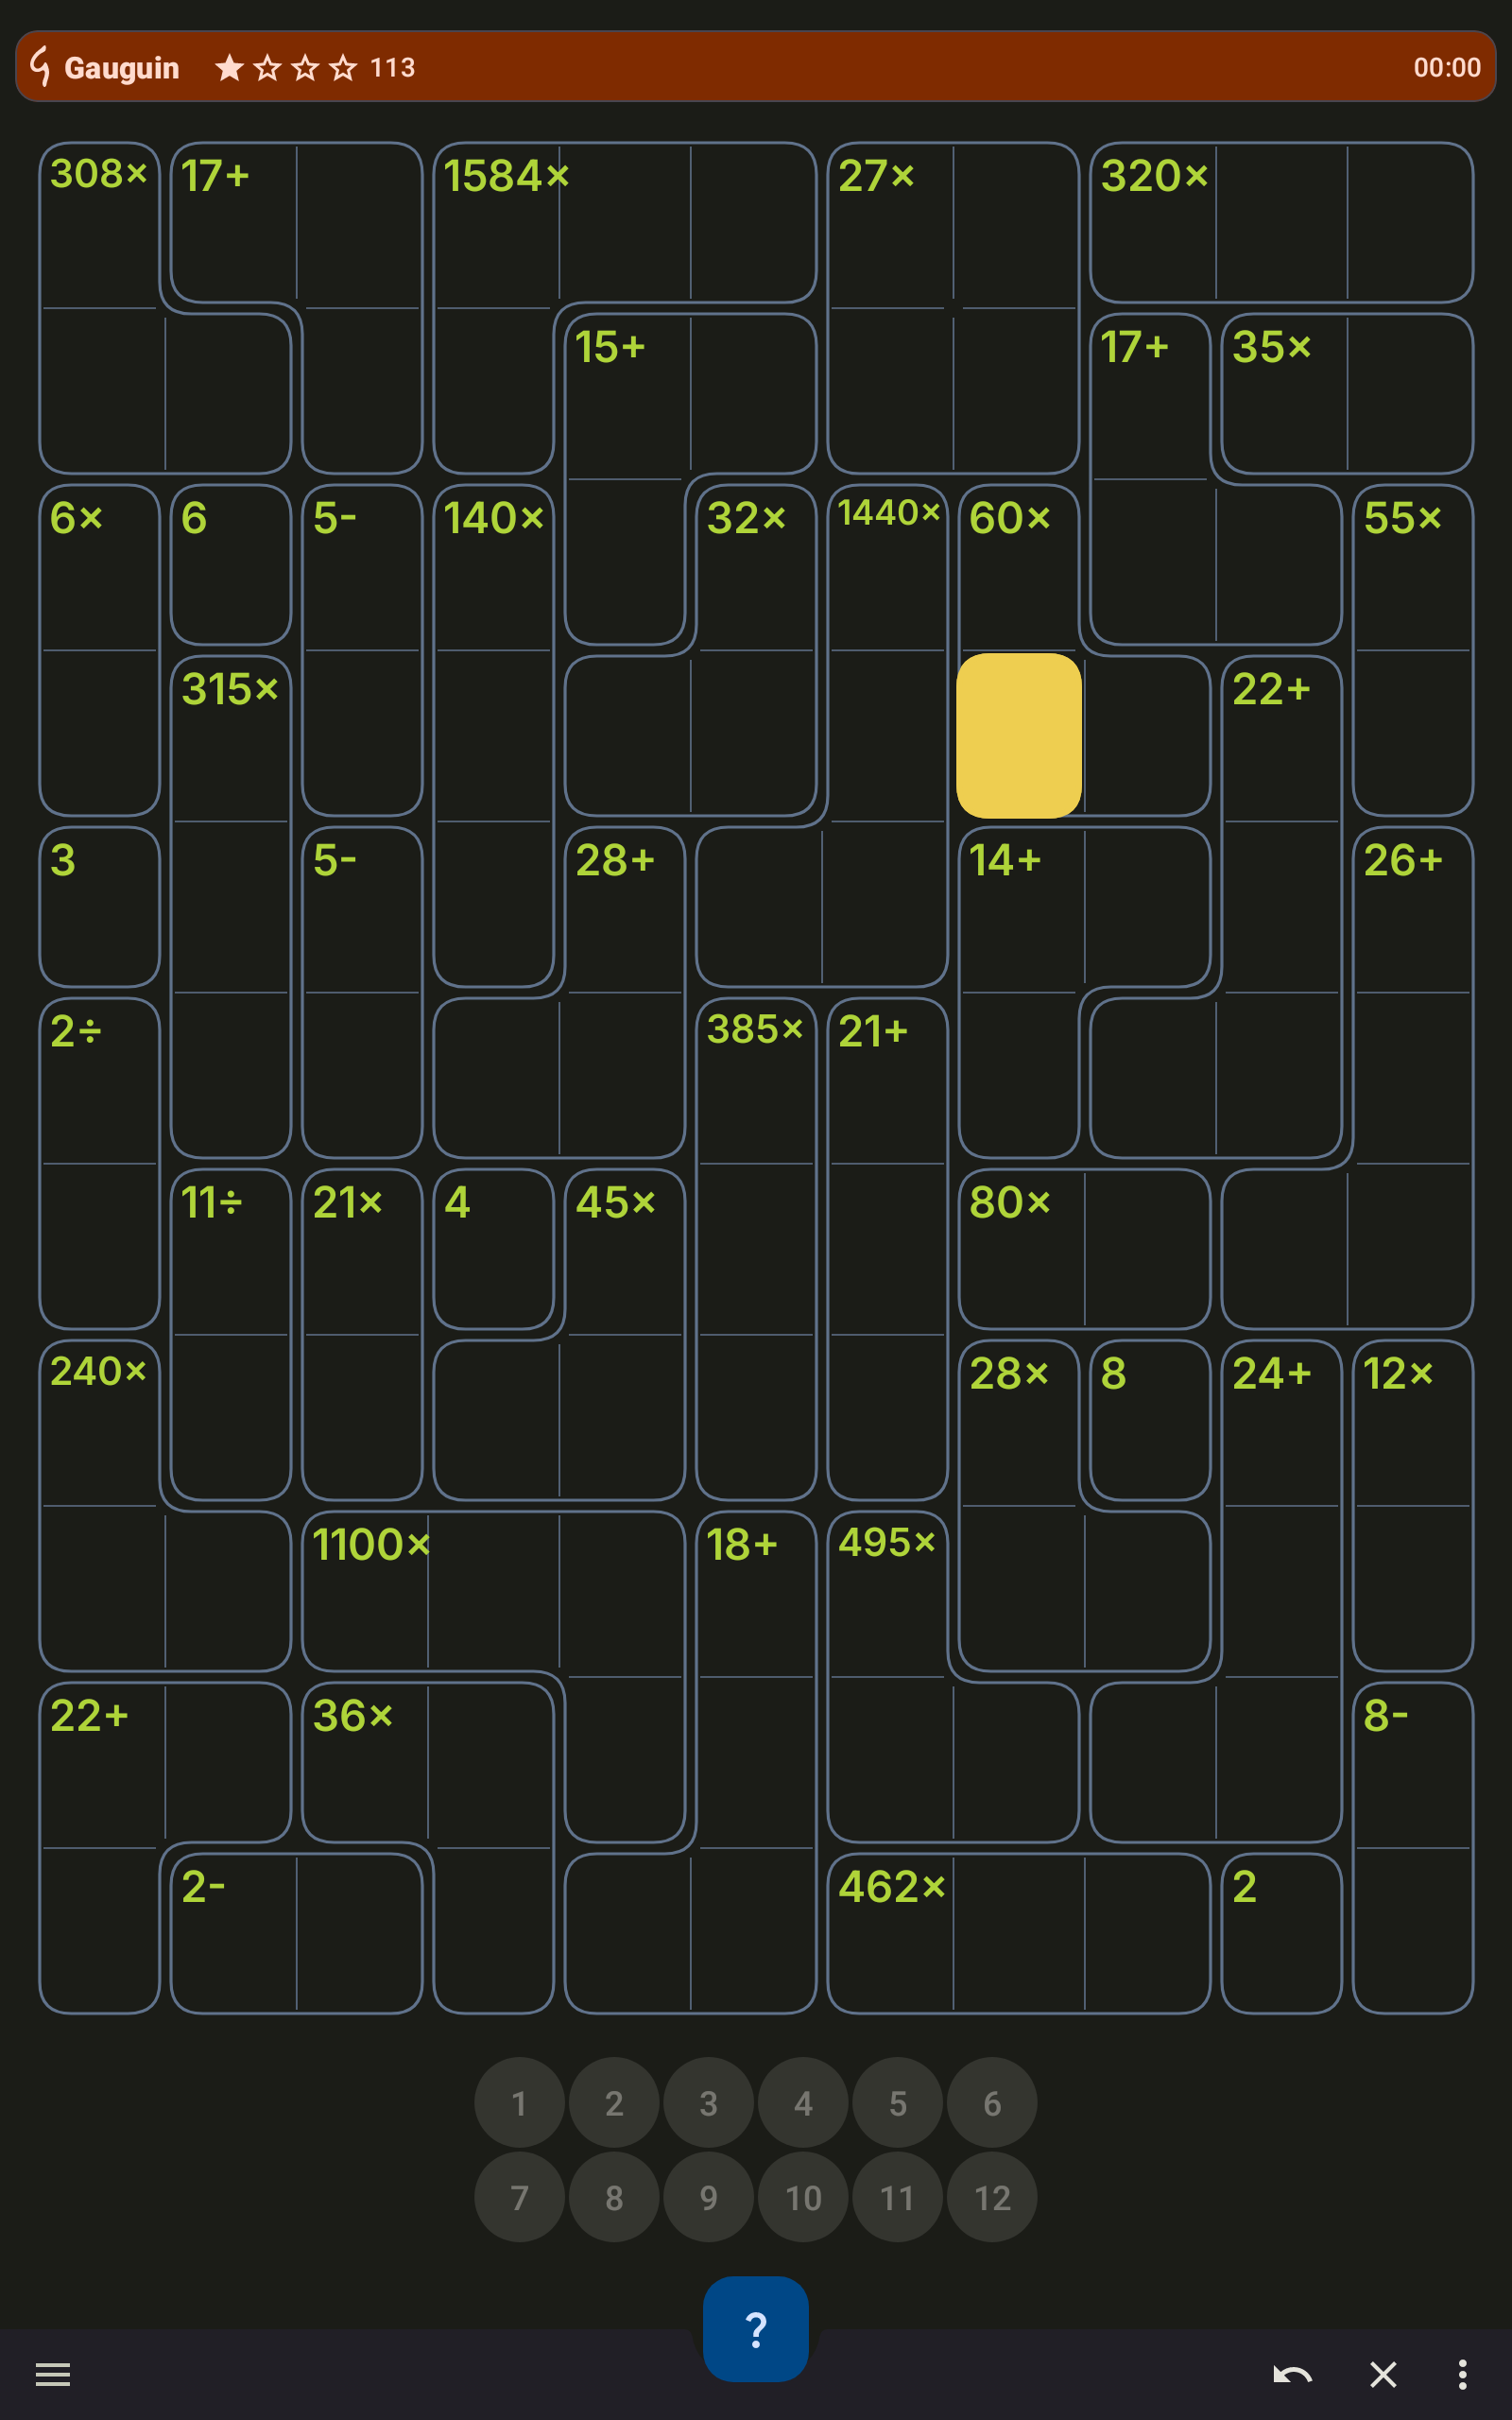 Gauguin 113 00:00
308× 17+ 1584× 27× 320×
15+ 17+ 35×
6× 6 5- 140× 32× 1440× 60× 55×
315× 22+
3 5- 28+ 14+ 26+
2÷ 385× 21+
11÷ 21× 4 45× 80×
240× 28× 8 24+ 12×
1100× 18+ 495×
22+ 36× 8-
2- 462× 2
1 2 3 4 5 6
7 8 9 10 11 12
?